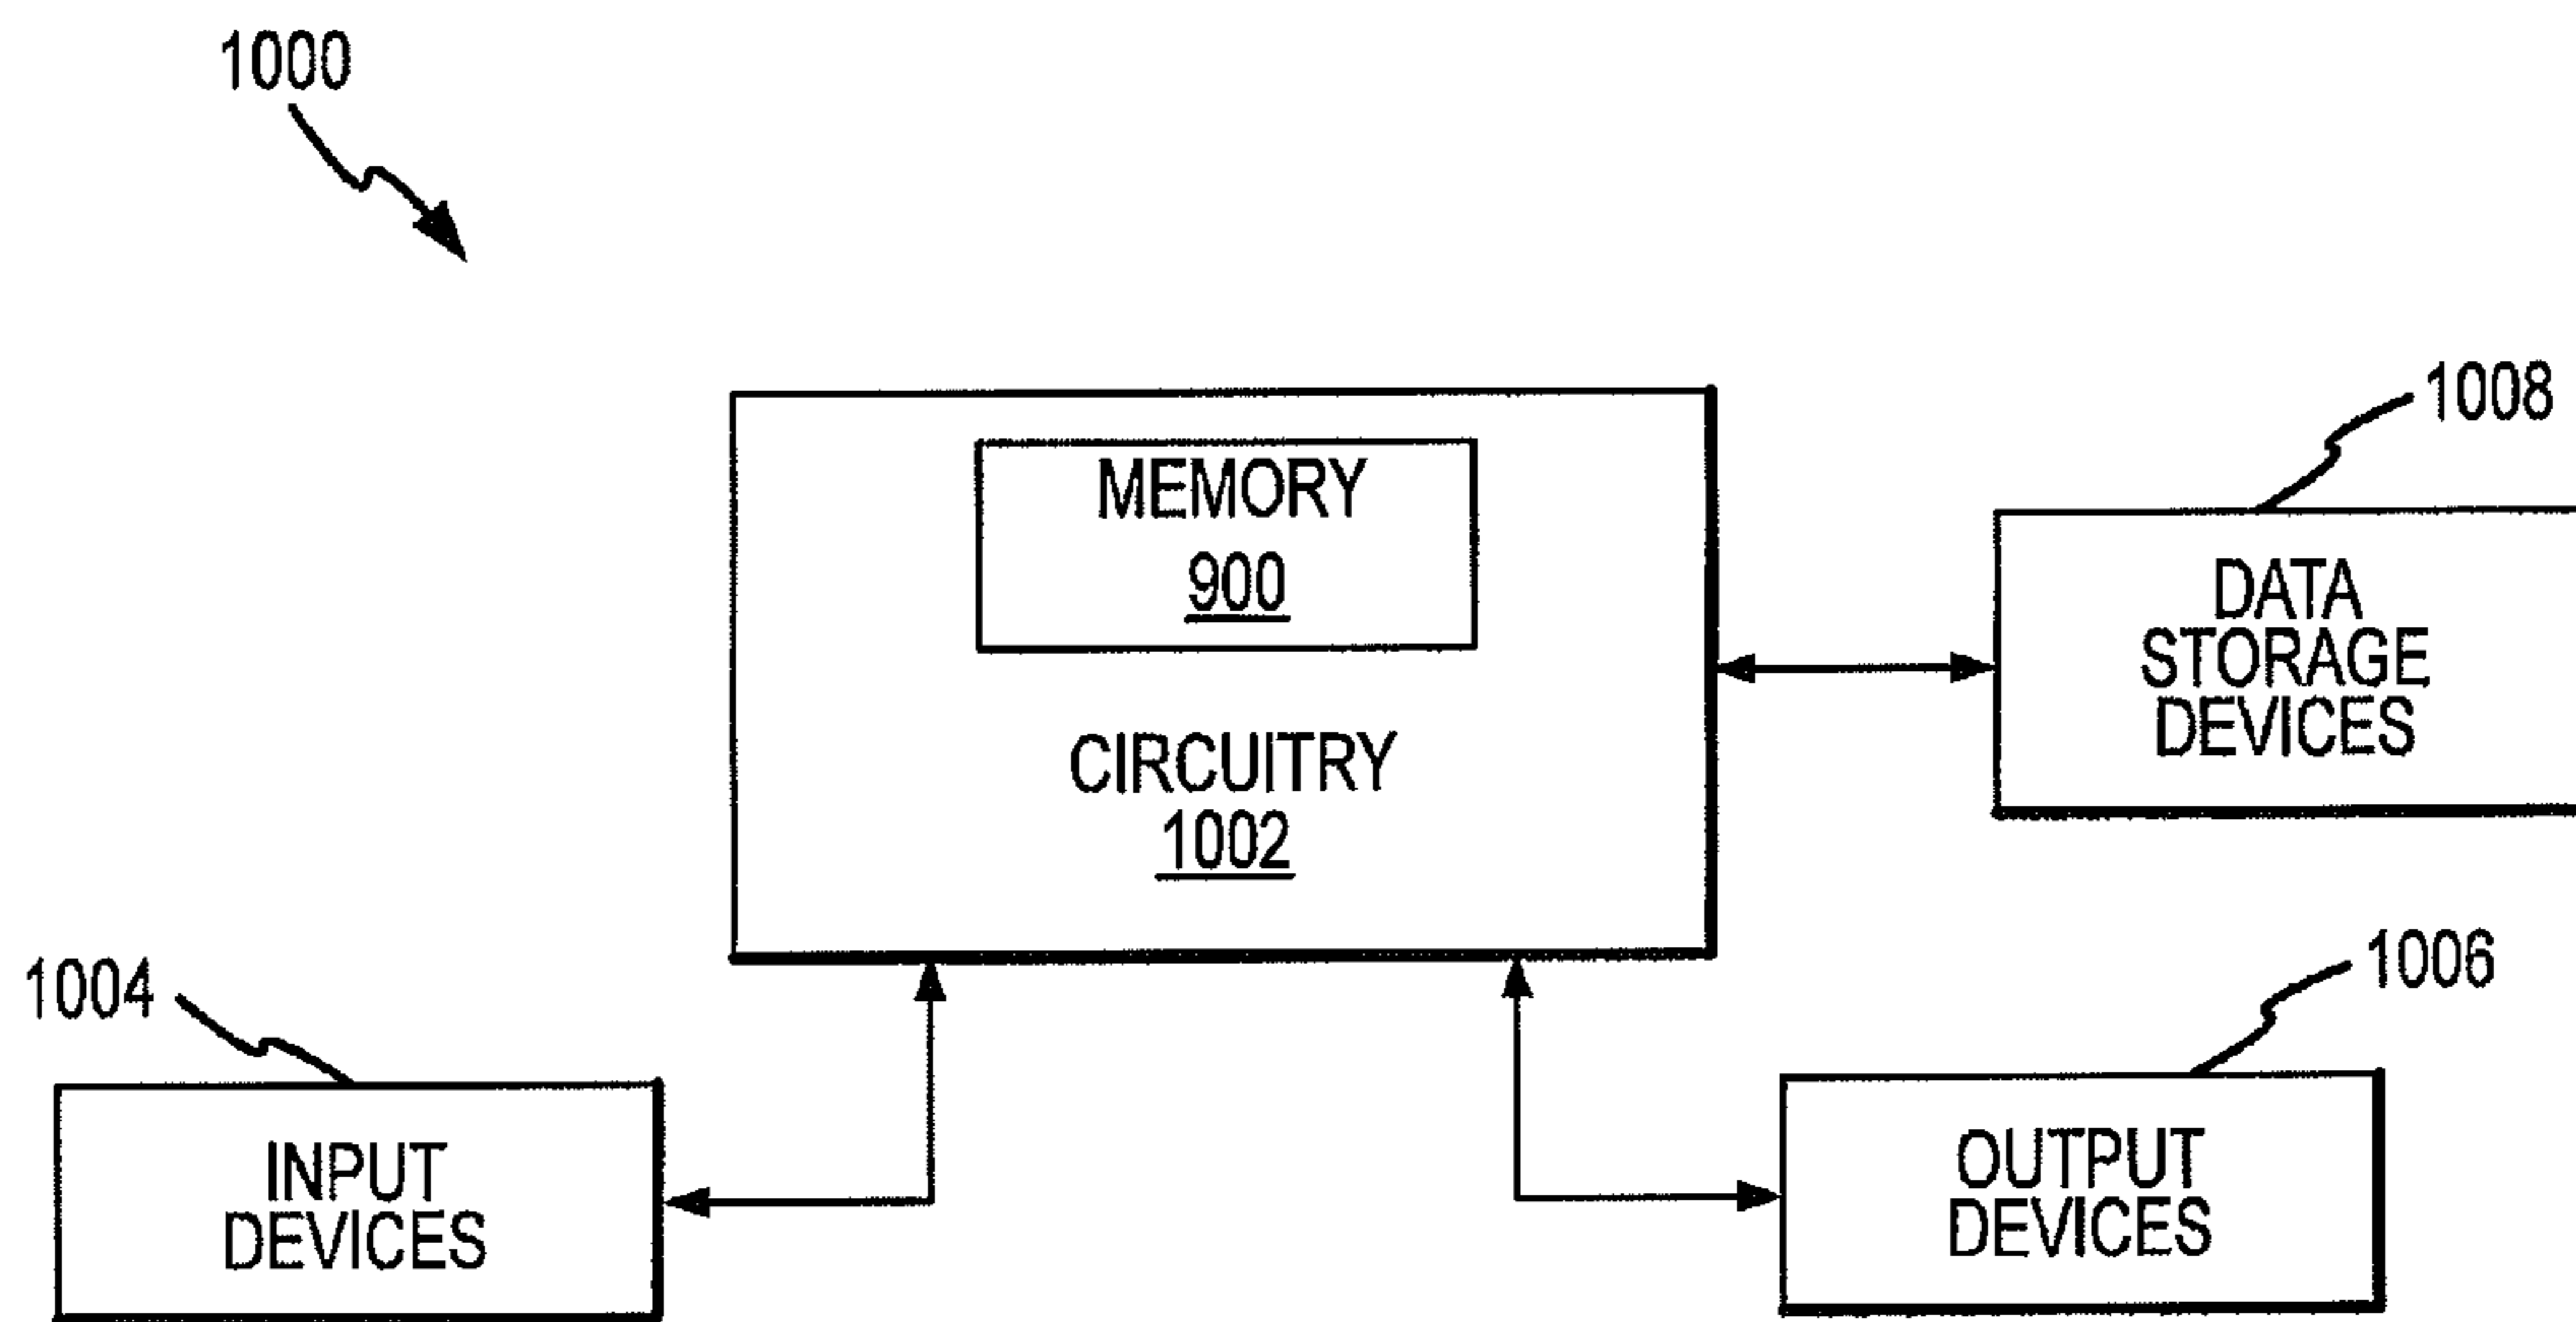 1000
1008
MEMORY
900
DATA
STORAGE
DEVICES
CIRCUITRY
1002
1004
1006
INPUT
DEVICES
OUTPUT
DEVICES